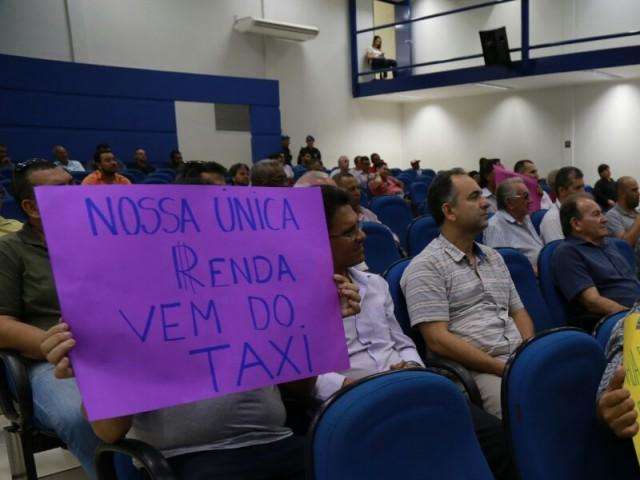 NOSSA ÚNICA
RENDA
VEM DO
TAXI